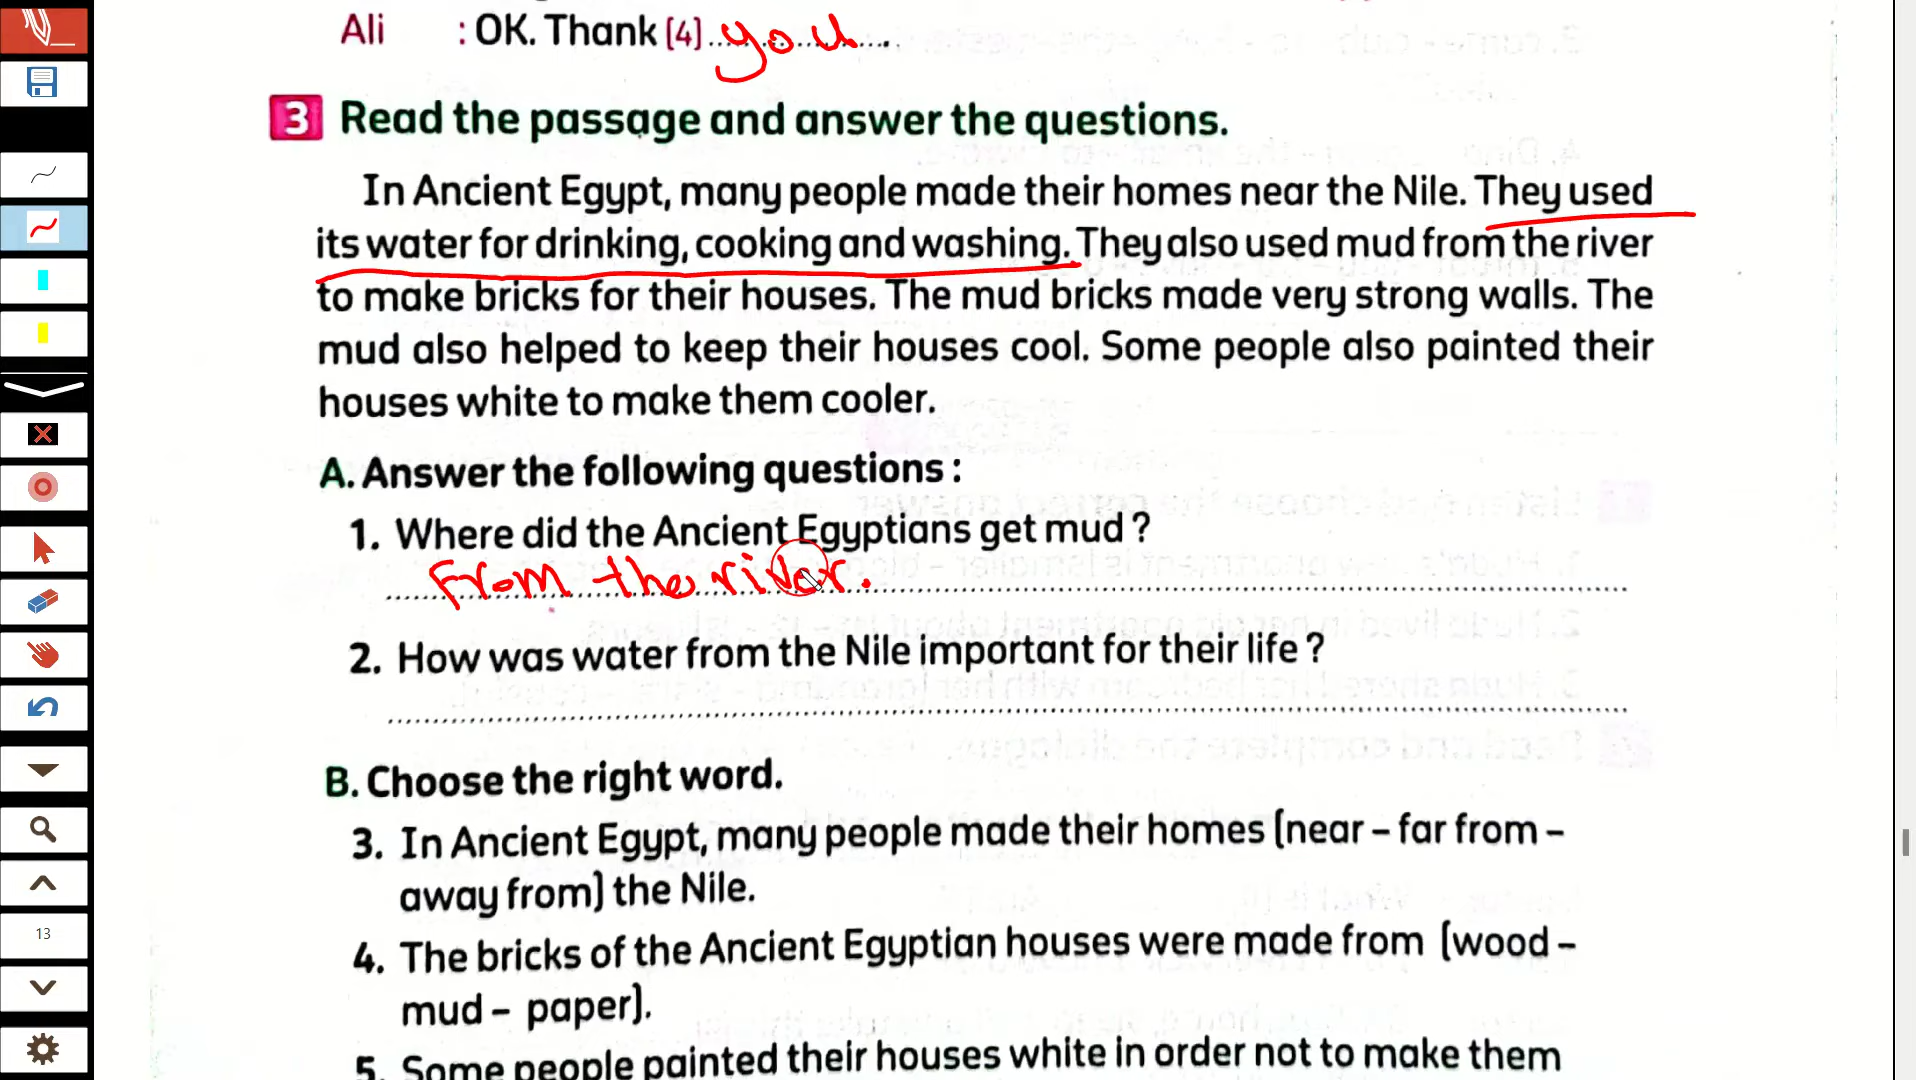 Ali : OK. Thank (4) ........you........
3 Read the passage and answer the questions.
In Ancient Egypt, many people made their homes near the Nile. They used
its water for drinking, cooking and washing. They also used mud from the river
to make bricks for their houses. The mud bricks made very strong walls. The
mud also helped to keep their houses cool. Some people also painted their
houses white to make them cooler.
A. Answer the following questions :
1. Where did the Ancient Egyptians get mud ?
From the river.
2. How was water from the Nile important for their life ?
B. Choose the right word.
3. In Ancient Egypt, many people made their homes (near – far from –
away from) the Nile.
4. The bricks of the Ancient Egyptian houses were made from (wood –
mud – paper).
5. Some people painted their houses white in order not to make them
13